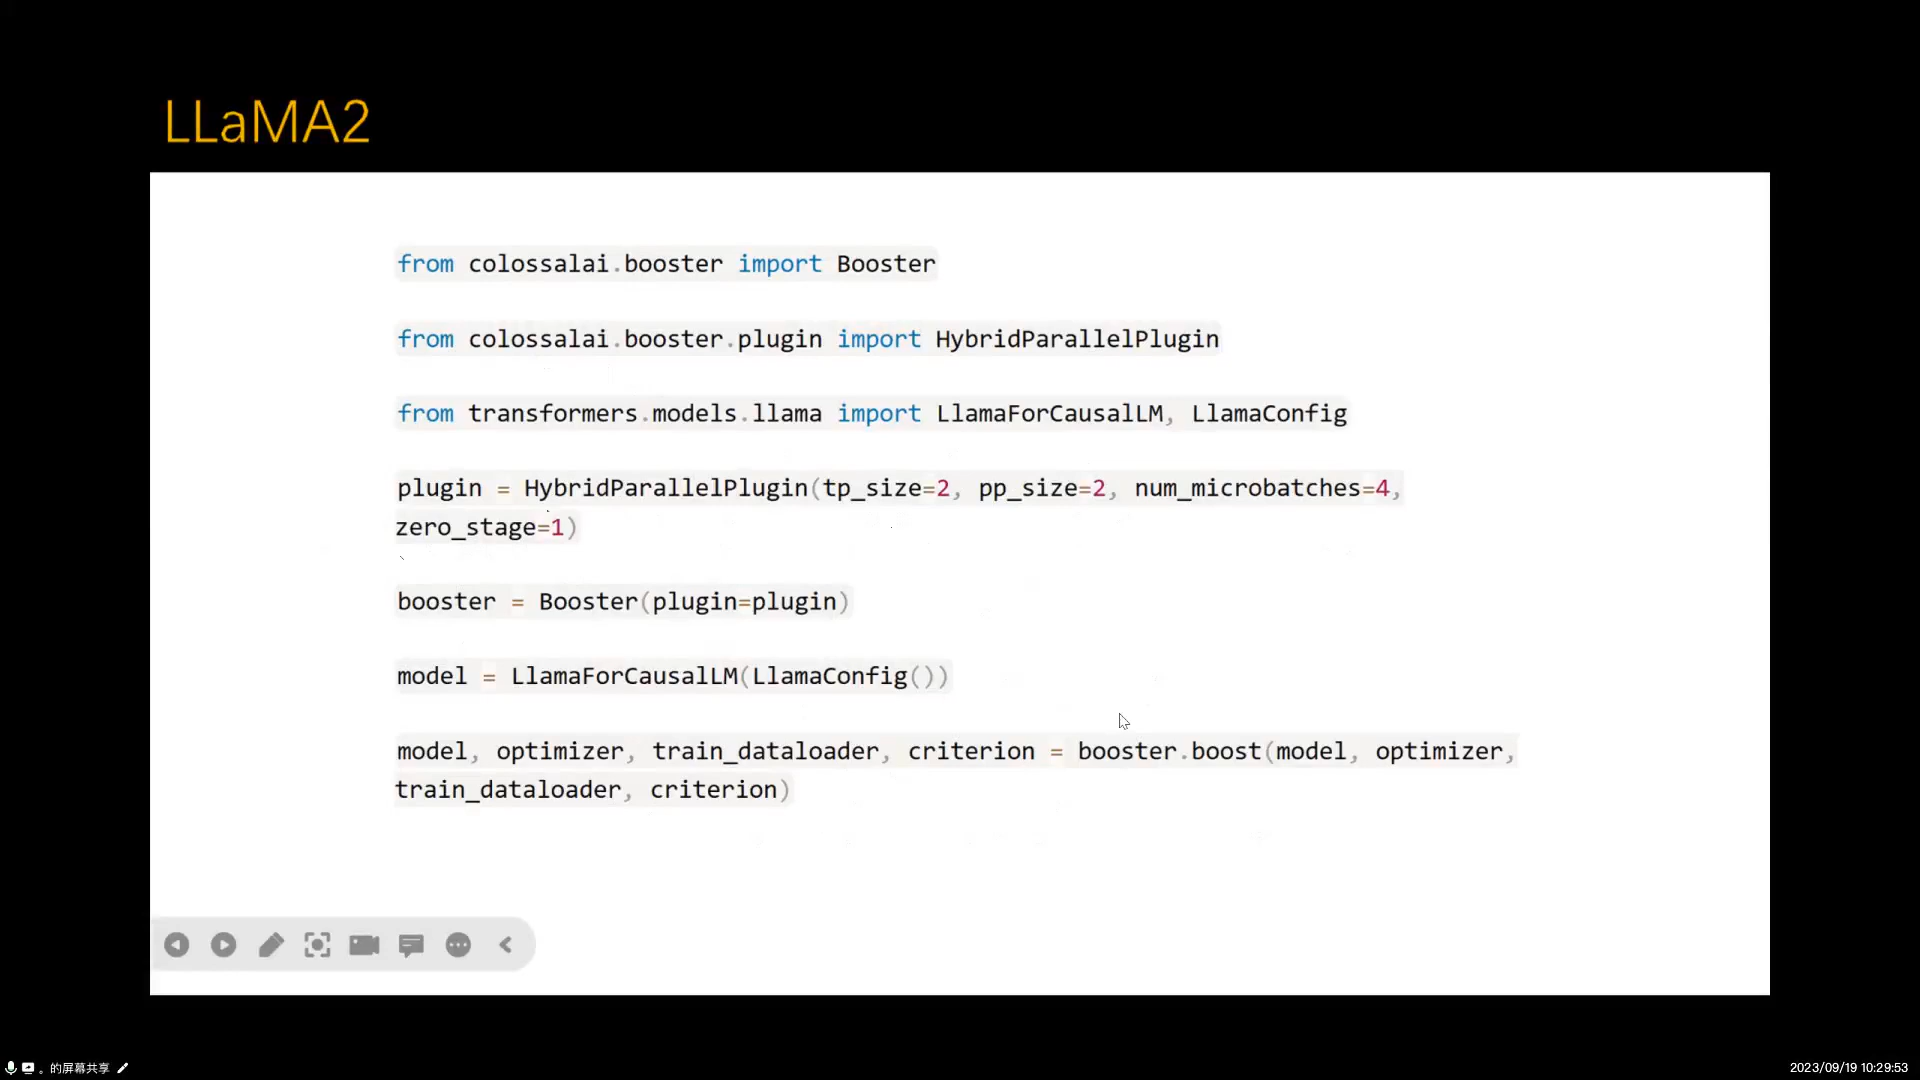 LLaMA2
from colossalai.booster import Booster
from colossalai.booster.plugin import HybridParallelPlugin
from transformers.models.llama import LlamaForCausalLM, LlamaConfig
plugin = HybridParallelPlugin(tp_size=2, pp_size=2, num_microbatches=4,
zero_stage=1)
booster = Booster(plugin=plugin)
model = LlamaForCausalLM(LlamaConfig())
model, optimizer, train_dataloader, criterion = booster.boost(model, optimizer,
train_dataloader, criterion)
。的屏幕共享
2023/09/19 10:29:53